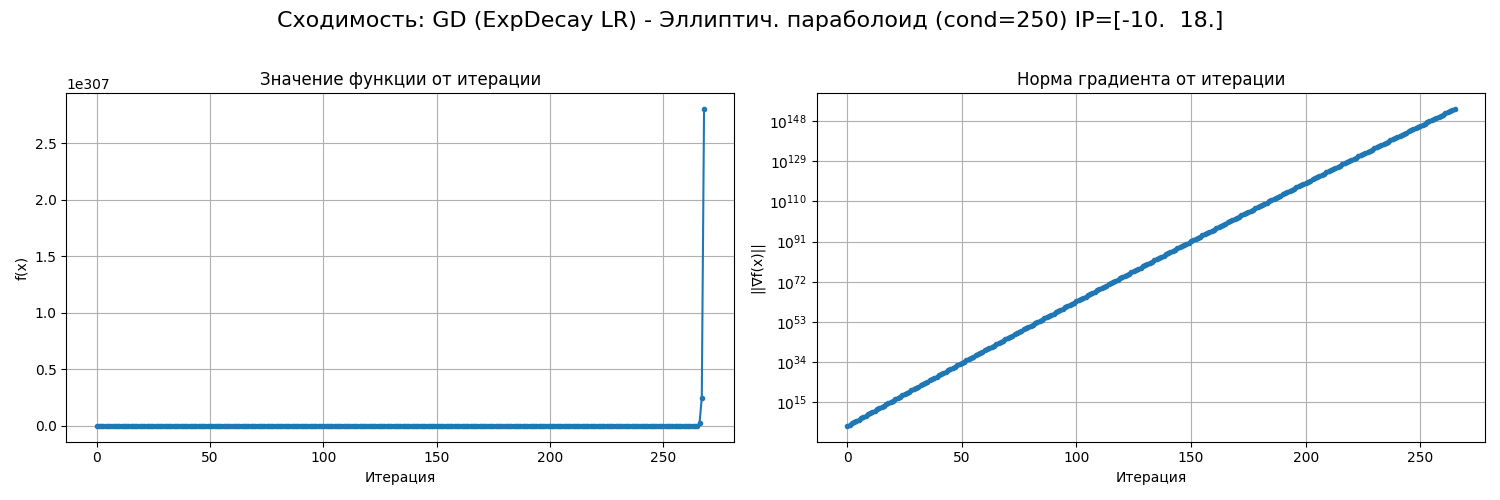 Сходимость: GD (ExpDecay LR) - Эллиптич. параболоид (cond=250) IP=[-10.  18.]
Значение функции от итерации
1e307
2.5
2.0
1.5
1.0
0.5
0.0
f(x)
0 50 100 150 200 250
Итерация
Норма градиента от итерации
10^148
10^129
10^110
10^91
10^72
10^53
10^34
10^15
||∇f(x)||
0 50 100 150 200 250
Итерация